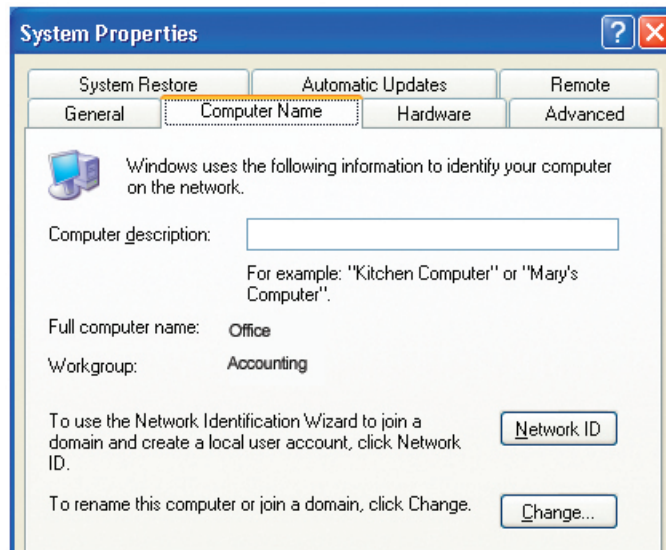 System Properties
System Restore Automatic Updates Remote
General Computer Name Hardware Advanced
Windows uses the following information to identify your computer
on the network.
Computer description:
For example: "Kitchen Computer" or "Mary's
Computer".
Full computer name: Office
Workgroup: Accounting
To use the Network Identification Wizard to join a
domain and create a local user account, click Network
ID.
Network ID
To rename this computer or join a domain, click Change.
Change...